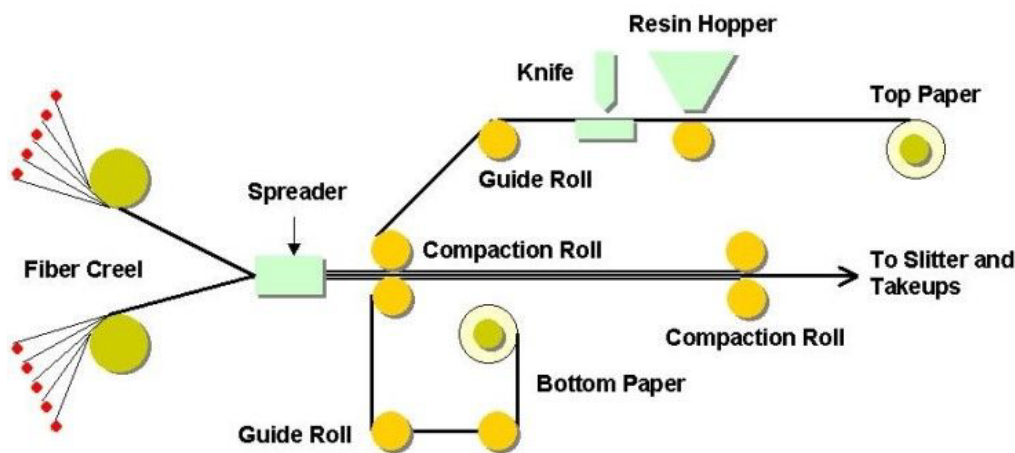 Resin Hopper
Knife
Top Paper
Guide Roll
Spreader
Compaction Roll
Fiber Creel
To Slitter and
Takeups
Compaction Roll
Bottom Paper
Guide Roll